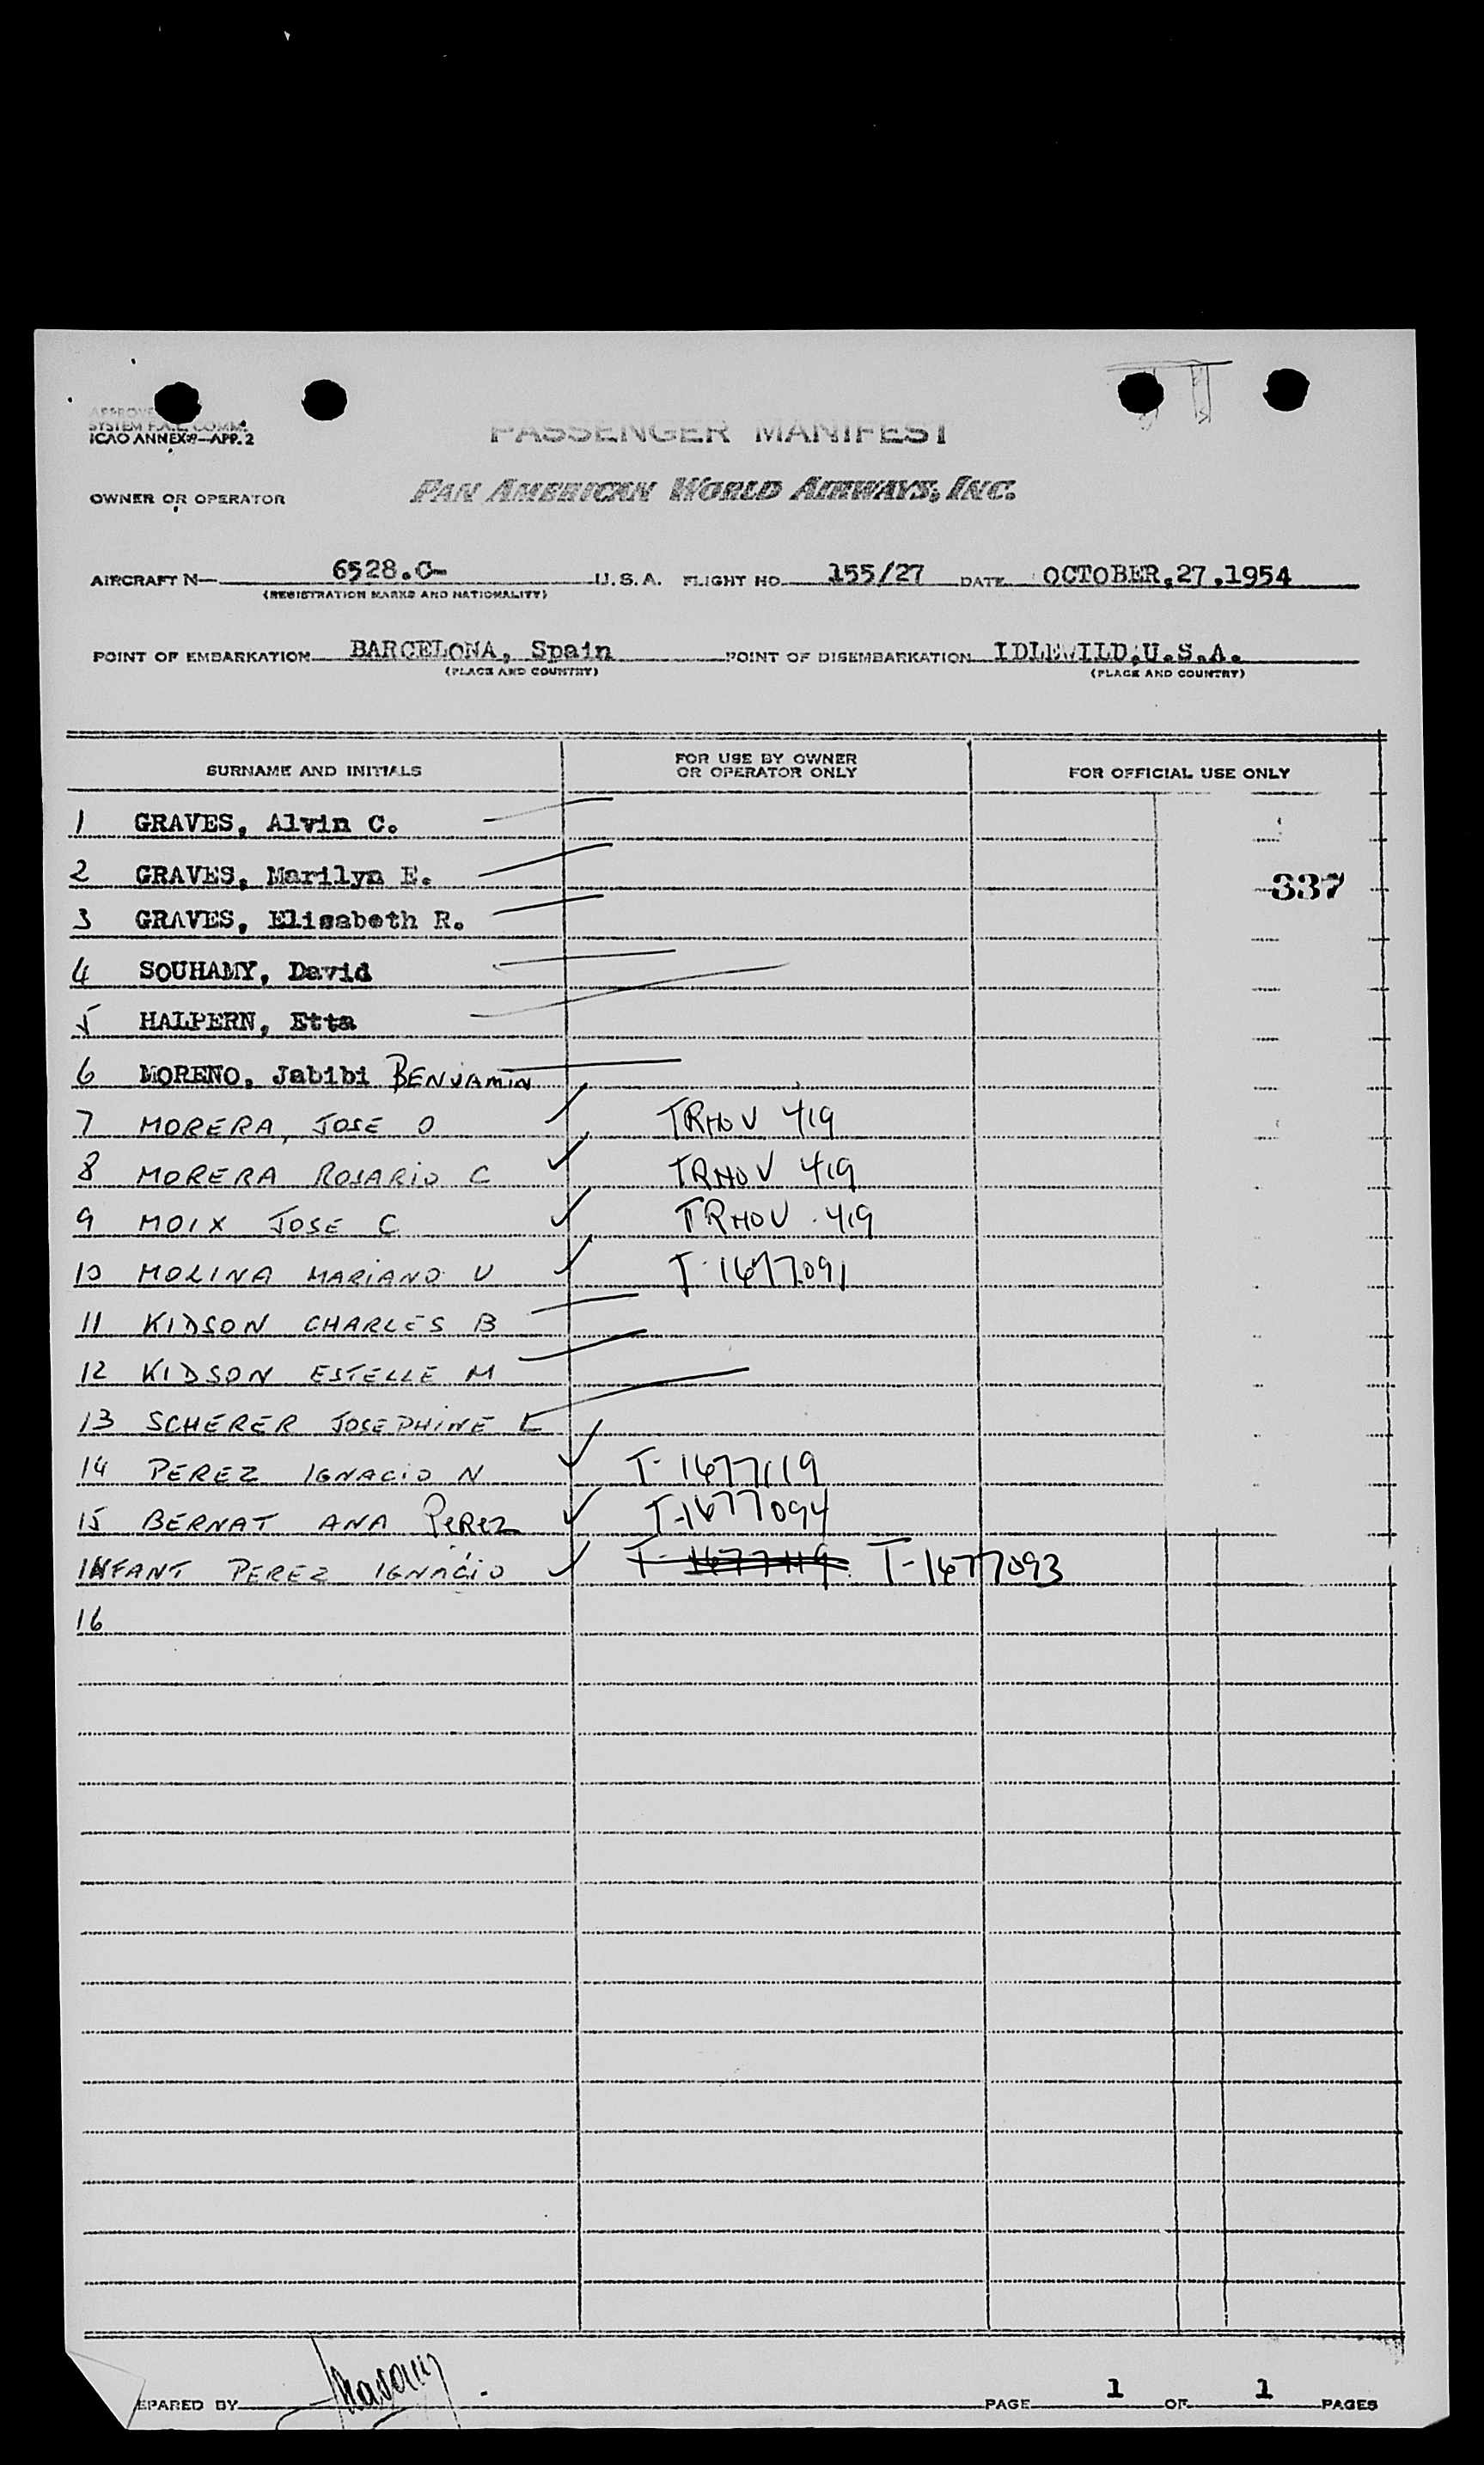 APPROVE
SYSTEM F.A.L. COMM.
ICAO ANNEX 9—APP. 2
PASSENGER MANIFEST
OWNER OR OPERATOR PAN AMERICAN WORLD AIRWAYS, INC.
AIRCRAFT N— 6528.C- U.S.A. FLIGHT NO. 155/27 DATE OCTOBER,27,1954
(REGISTRATION MARKS AND NATIONALITY)
POINT OF EMBARKATION BARCELONA, Spain POINT OF DISEMBARKATION IDLEWILD,U.S.A.
(PLACE AND COUNTRY) (PLACE AND COUNTRY)
SURNAME AND INITIALS FOR USE BY OWNER OR OPERATOR ONLY FOR OFFICIAL USE ONLY
1 GRAVES, Alvin C.
2 GRAVES, Marilyn E. 337
3 GRAVES, Elisabeth R.
4 SOUHAMY, David
5 HALPERN, Etta
6 MORENO, Jabibi BENJAMIN
7 MORERA, JOSE O ✓ TRHOV 419
8 MORERA ROSARIO C ✓ TRHOV 419
9 MOIX JOSE C ✓ TRHOV 419
10 MOLINA MARIANO V ✓ T-1677091
11 KIDSON CHARLES B
12 KIDSON ESTELLE M
13 SCHERER JOSEPHINE E
14 PEREZ IGNACIO N ✓ T-1677119
15 BERNAT ANA PEREZ ✓ T-1677094
INFANT PEREZ IGNACIO ✓ T-1677119 T-1677093
16
EPARED BY PAGE 1 OF 1 PAGES